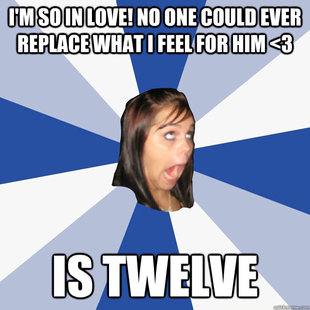 I'M SO IN LOVE! NO ONE COULD EVER
REPLACE WHAT I FEEL FOR HIM <3
IS TWELVE